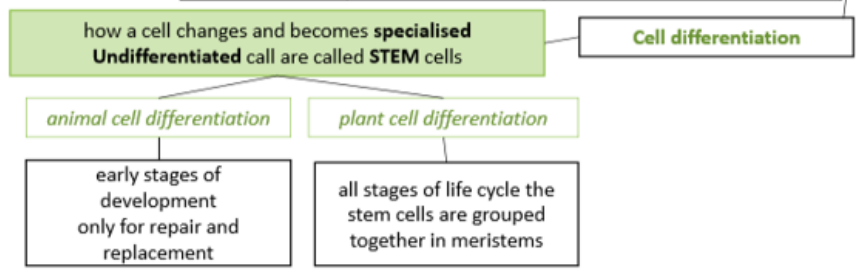 how a cell changes and becomes specialised
Undifferentiated call are called STEM cells
Cell differentiation
animal cell differentiation
plant cell differentiation
early stages of
development
only for repair and
replacement
all stages of life cycle the
stem cells are grouped
together in meristems